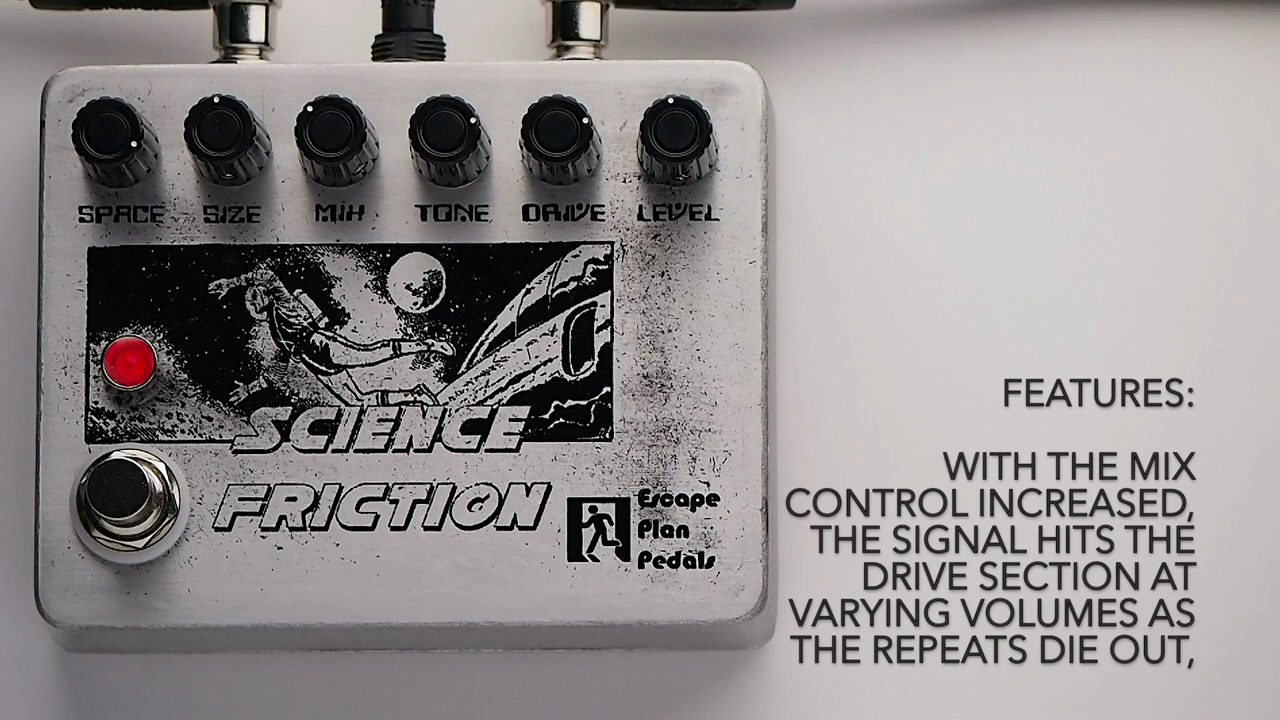 SPACE SIZE MIX TONE DRIVE LEVEL
SCIENCE
FRICTION
Escape
Plan
Pedals
FEATURES:
WITH THE MIX
CONTROL INCREASED,
THE SIGNAL HITS THE
DRIVE SECTION AT
VARYING VOLUMES AS
THE REPEATS DIE OUT,